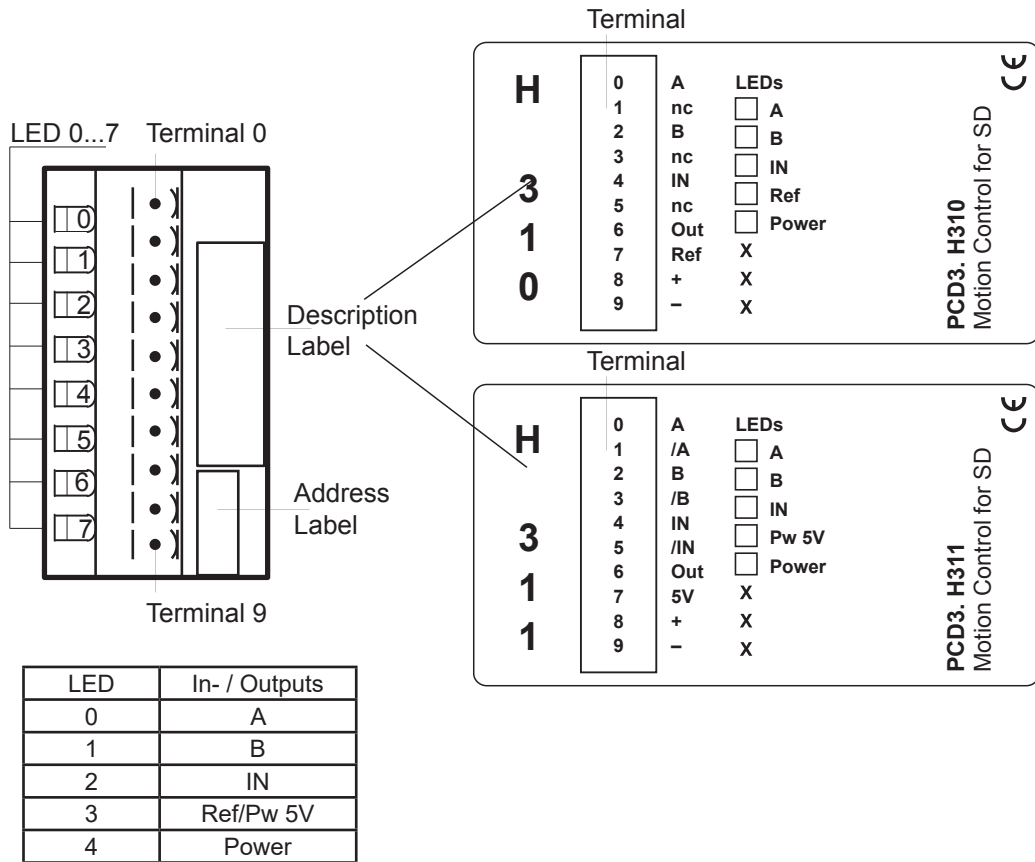 LED 0...7
Terminal 0
0
1
2
3
4
5
6
7
Terminal 9
Description
Label
Address
Label
Terminal
H
3
1
0
0 A
1 nc
2 B
3 nc
4 IN
5 nc
6 Out
7 Ref
8 +
9 –
LEDs
A
B
IN
Ref
Power
X
X
X
PCD3. H310
Motion Control for SD
CE
Terminal
H
3
1
1
0 A
1 /A
2 B
3 /B
4 IN
5 /IN
6 Out
7 5V
8 +
9 –
LEDs
A
B
IN
Pw 5V
Power
X
X
X
PCD3. H311
Motion Control for SD
CE
LED In- / Outputs
0 A
1 B
2 IN
3 Ref/Pw 5V
4 Power